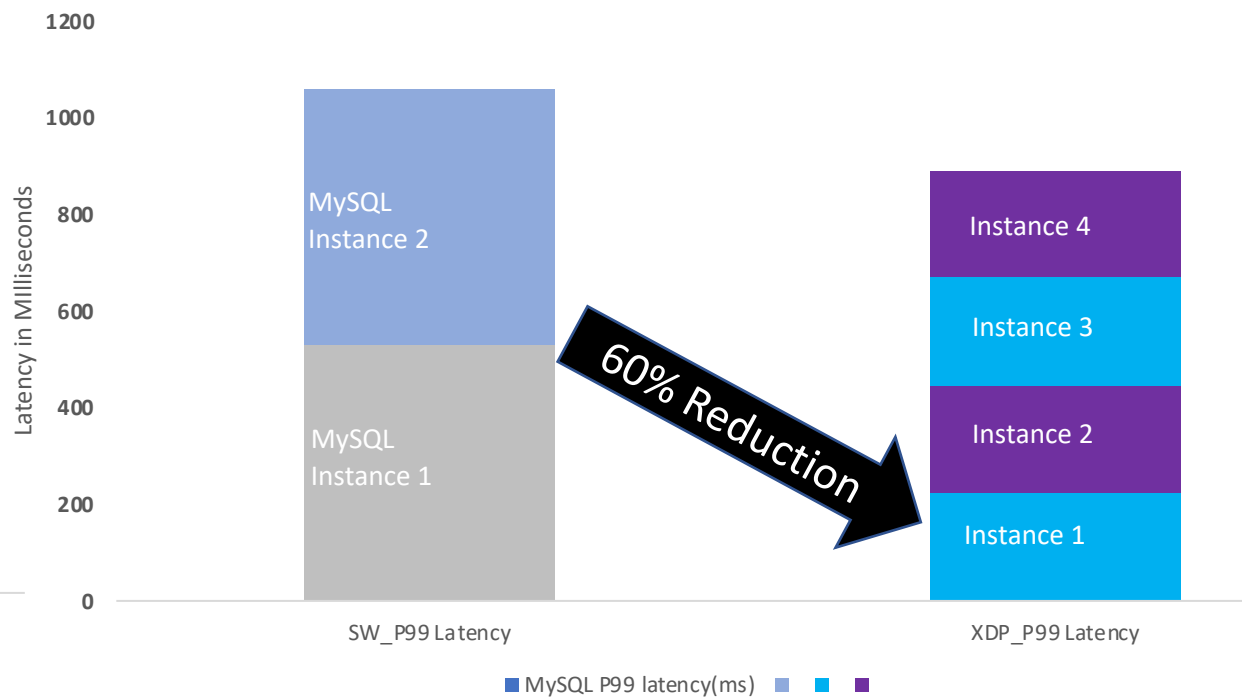 1200
1000
800
600
400
200
0
Latency in MIlliseconds
MySQL
Instance 2
MySQL
Instance 1
60% Reduction
Instance 4
Instance 3
Instance 2
Instance 1
SW_P99 Latency
XDP_P99 Latency
MySQL P99 latency(ms)